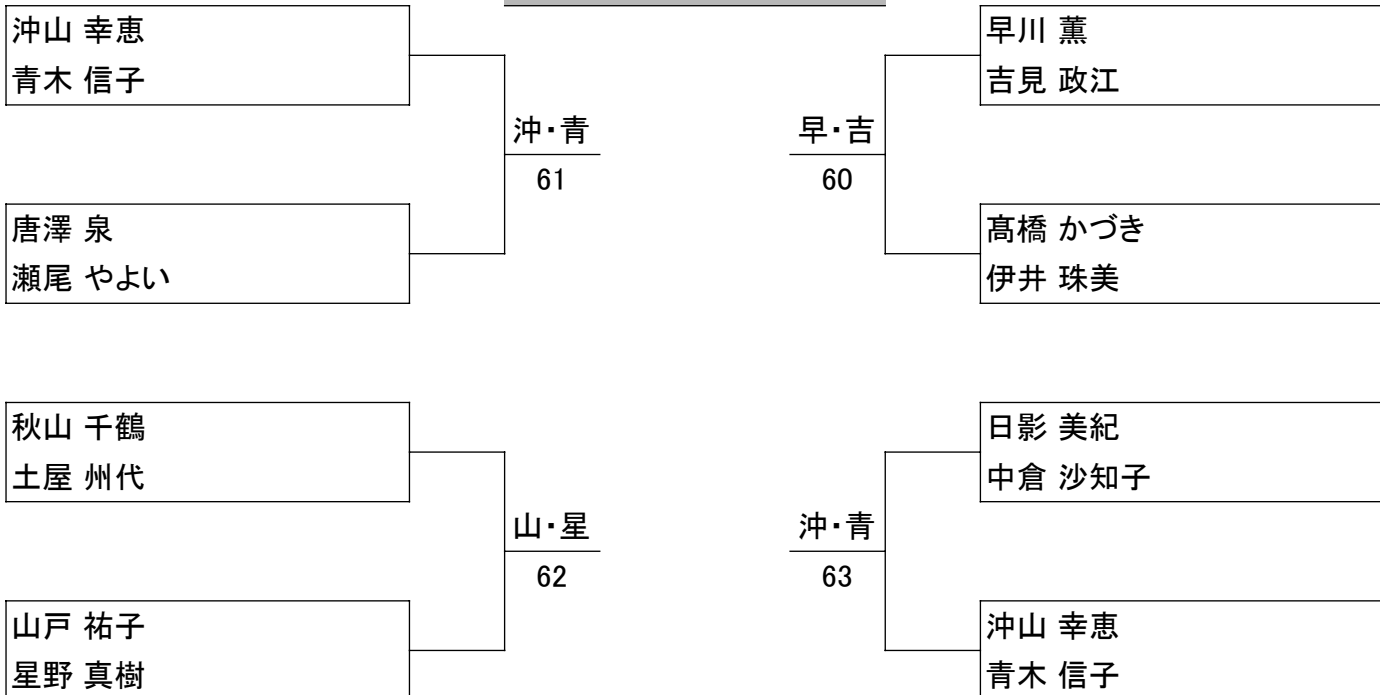 沖山 幸恵
青木 信子
沖・青
61
唐澤 泉
瀬尾 やよい
早川 薫
吉見 政江
早・吉
60
髙橋 かづき
伊井 珠美
秋山 千鶴
土屋 州代
山・星
62
山戸 祐子
星野 真樹
日影 美紀
中倉 沙知子
沖・青
63
沖山 幸恵
青木 信子